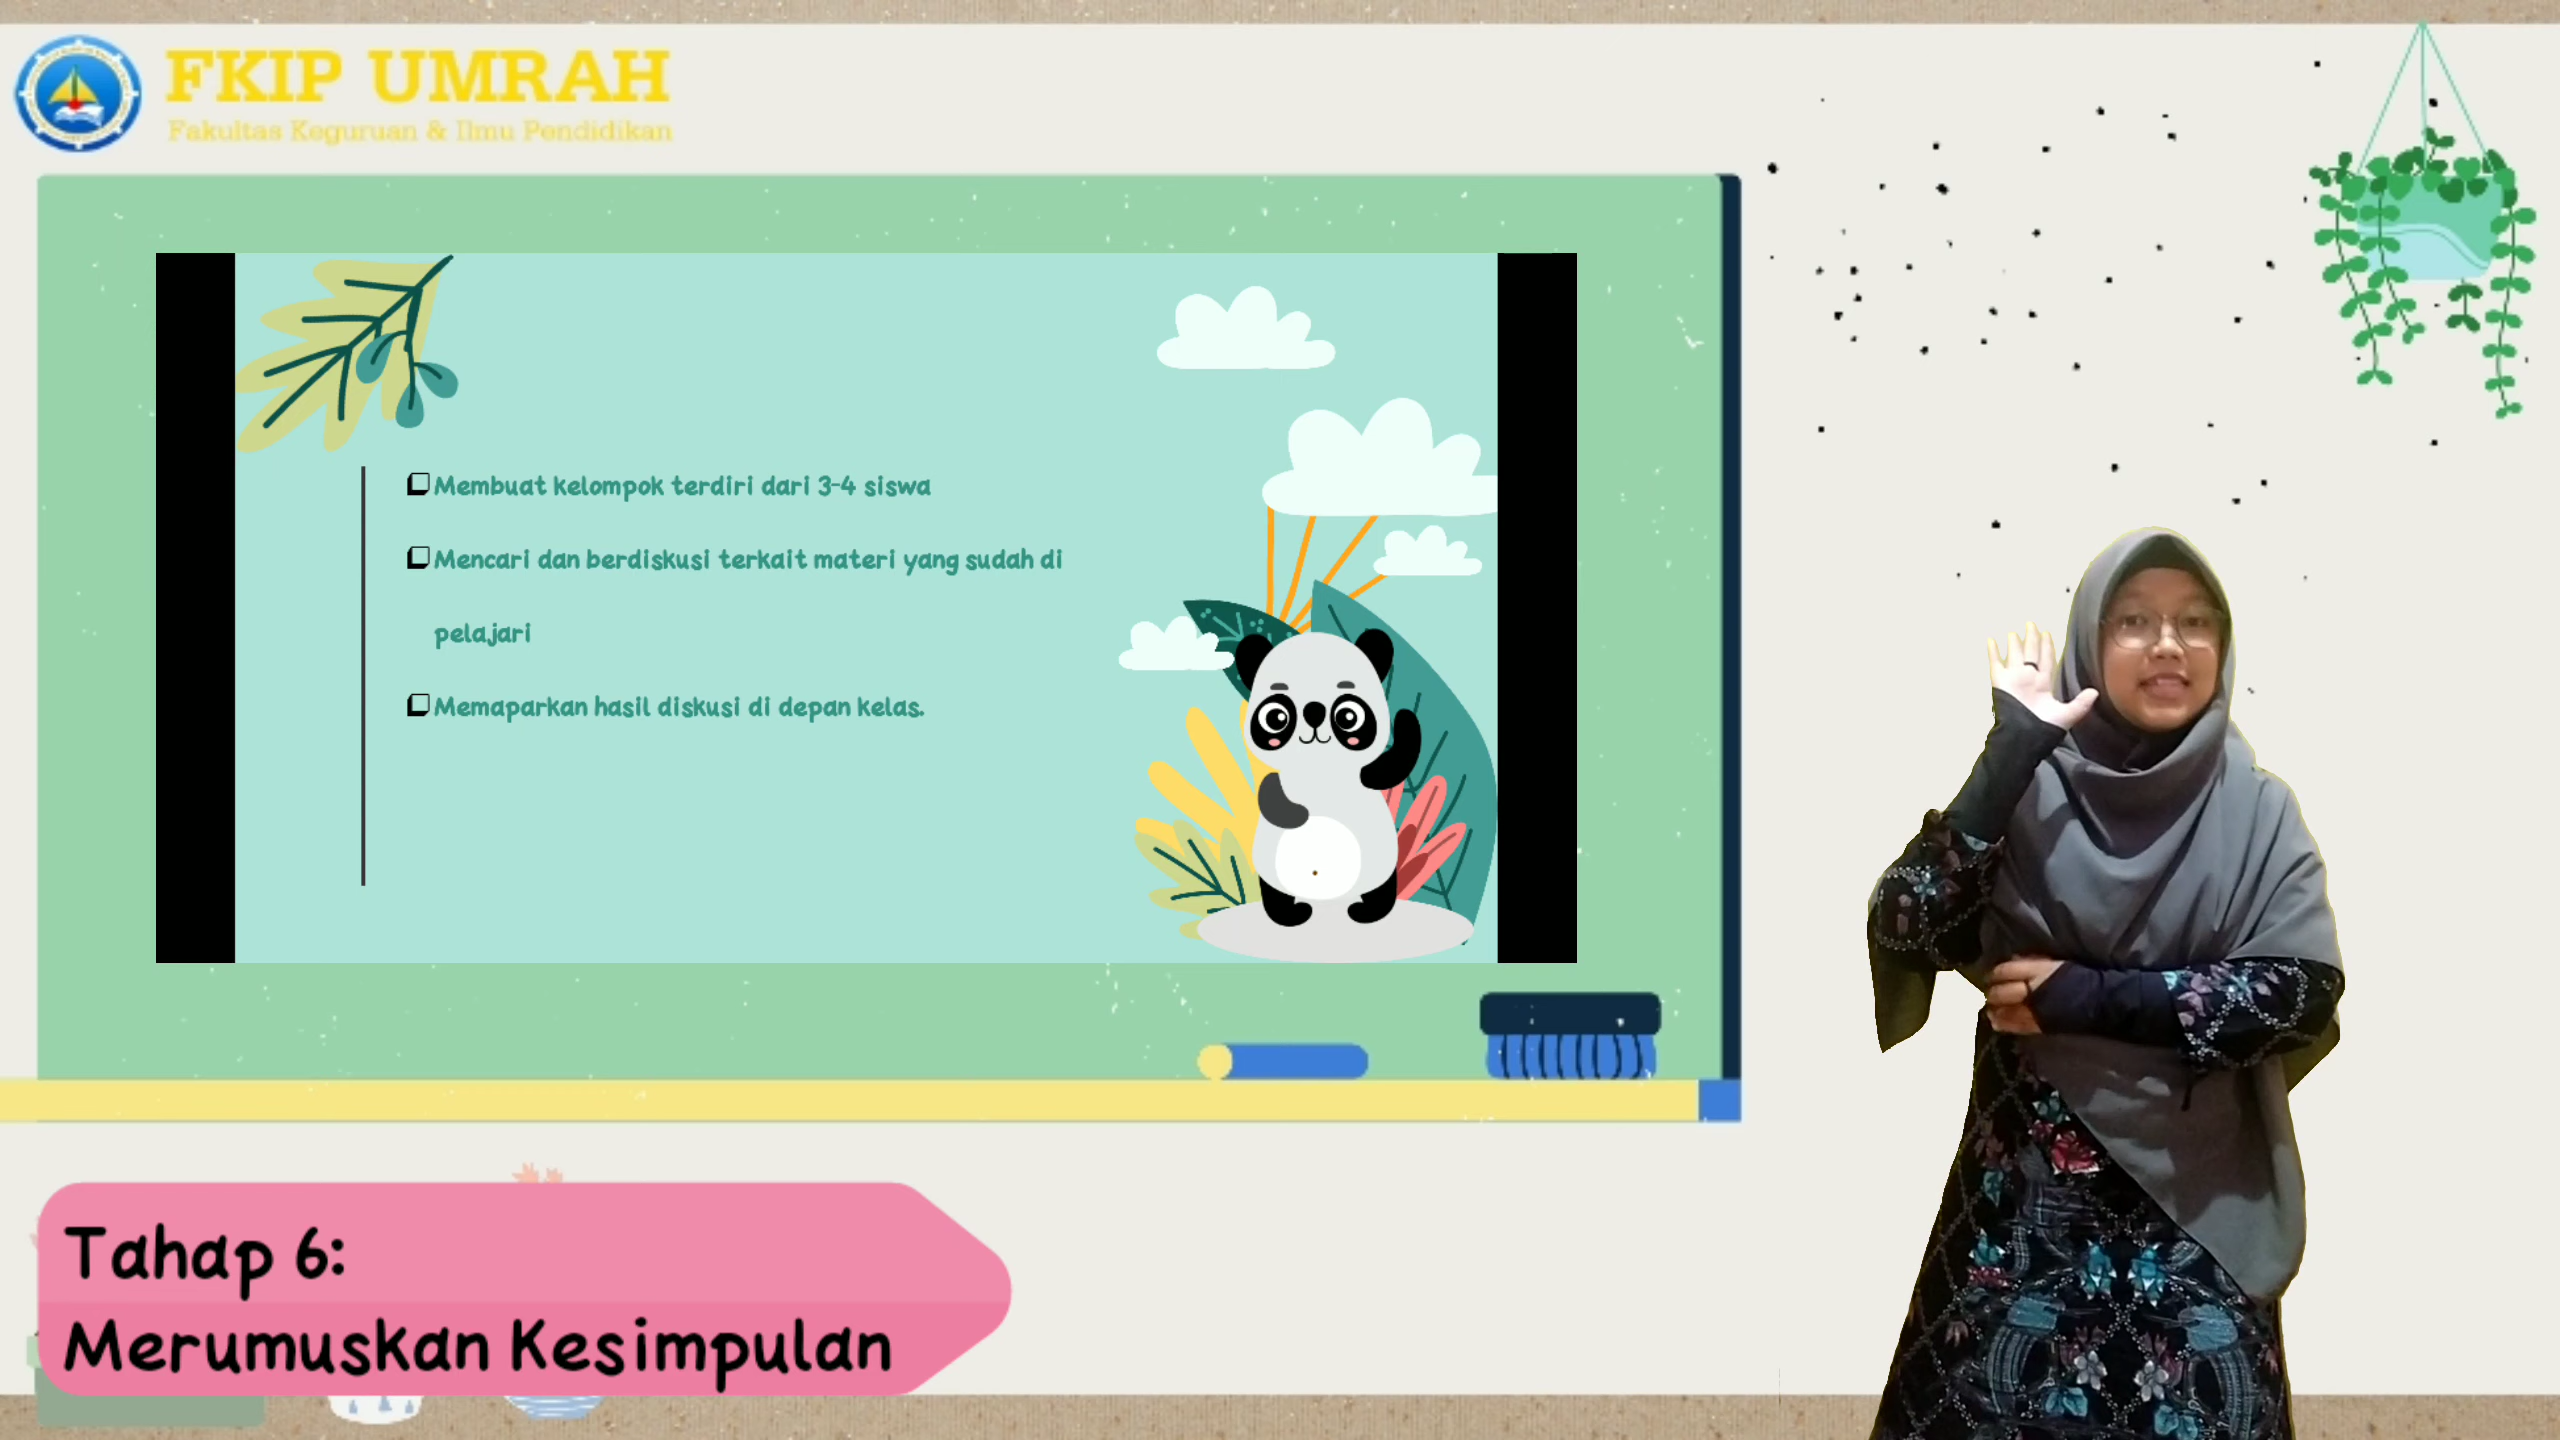 FKIP UMRAH
Fakultas Keguruan & Ilmu Pendidikan
Membuat kelompok terdiri dari 3-4 siswa
Mencari dan berdiskusi terkait materi yang sudah di
pelajari
Memaparkan hasil diskusi di depan kelas.
Tahap 6:
Merumuskan Kesimpulan